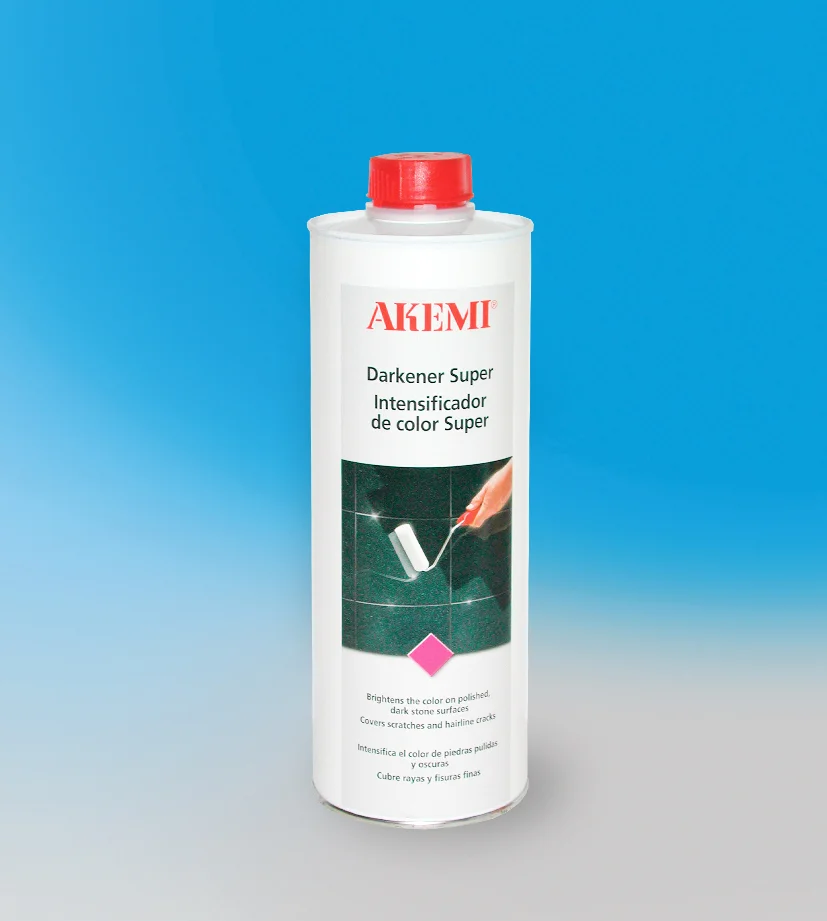 AKEMI®
Darkener Super
Intensificador
de color Super
Brightens the color on polished,
dark stone surfaces
Covers scratches and hairline cracks
Intensifica el color de piedras pulidas
y oscuras
Cubre rayas y fisuras finas